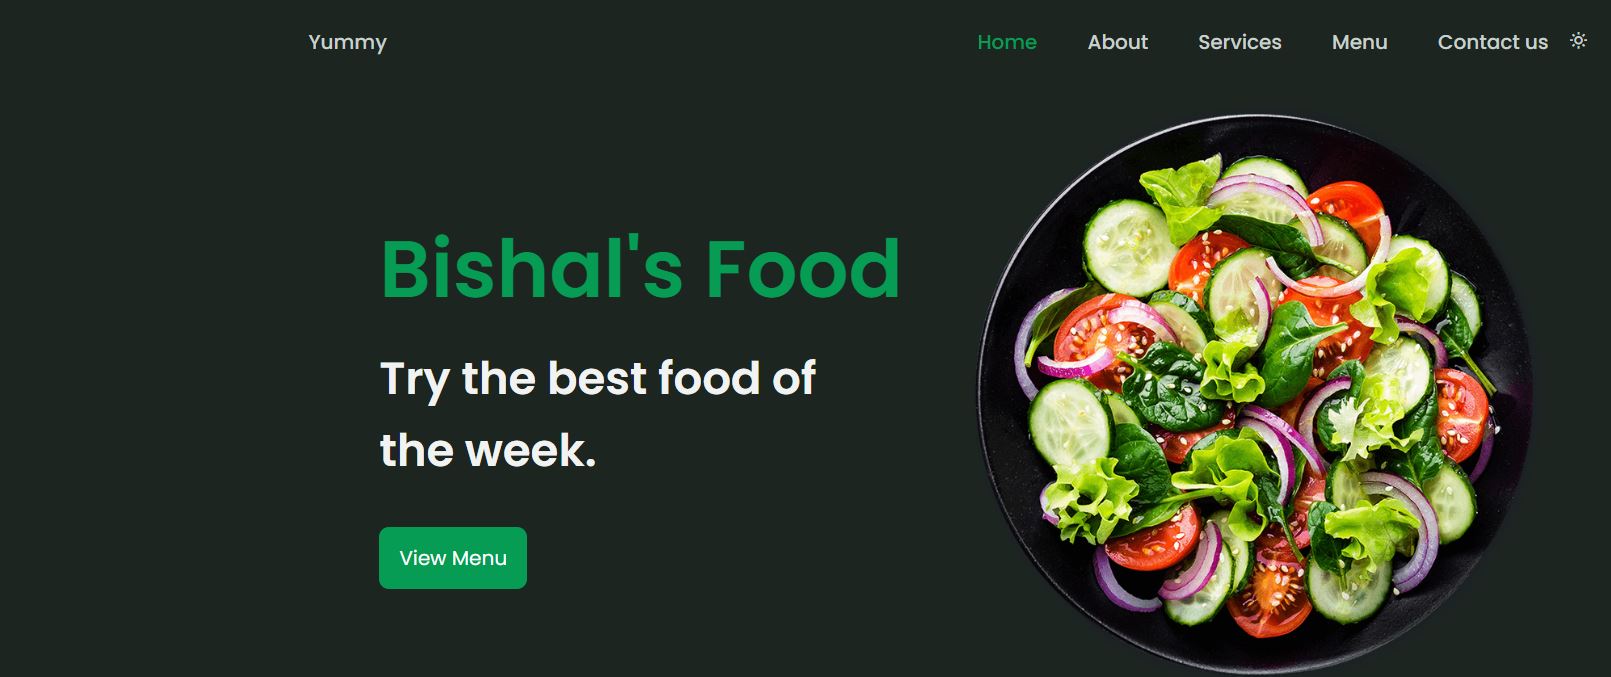 Yummy
Home About Services Menu Contact us
Bishal's Food
Try the best food of
the week.
View Menu